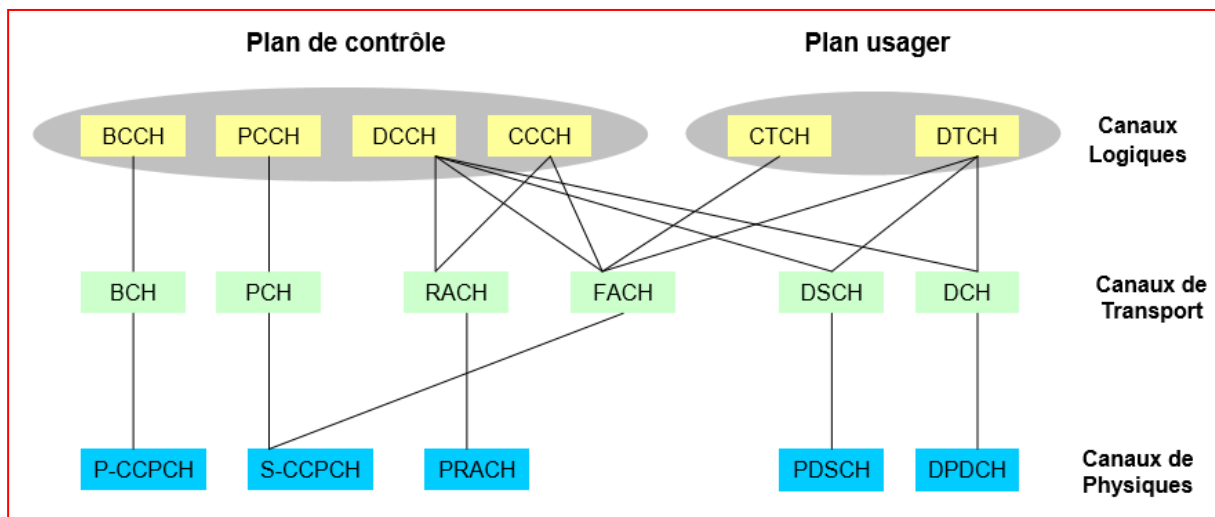 Plan de contrôle Plan usager
BCCH PCCH DCCH CCCH CTCH DTCH
Canaux
Logiques
BCH PCH RACH FACH DSCH DCH
Canaux de
Transport
P-CCPCH S-CCPCH PRACH PDSCH DPDCH
Canaux de
Physiques